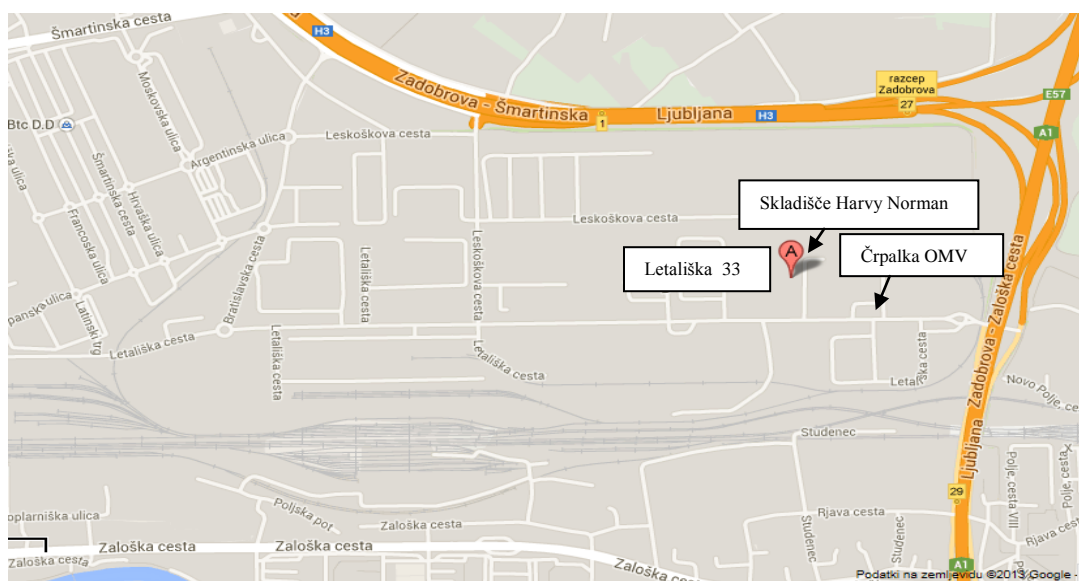 Šmartinska cesta
H3
Moskovska ulica
Btc D.D
Argentinska ulica
Leskoškova cesta
Zadobrova - Šmartinska
1
Ljubljana
H3
razcep
Zadobrova
27
E57
A1
Šmartinska cesta
Hrvaška ulica
Francoska ulica
Latinski trg
Bratislavska cesta
Letališka cesta
Leskoškova cesta
Leskoškova cesta
Skladišče Harvy Norman
A
Letališka 33
Črpalka OMV
Letališka cesta
Letališka cesta
Letališka cesta
Ljubljana Zadobrova - Zaloška cesta
Novo Polje, ce
Studenec
29
Polje, cesta VIII
Polje, cesta X
Rjava cesta
Rjava cesta
Studenec
Studenec
oplarniška ulica
Poljska pot
Zaloška cesta
Zaloška cesta
Zaloška cesta
Zaloška cesta
Zaloška cesta
A1
Podatki na zemljevidu ©2013 Google -